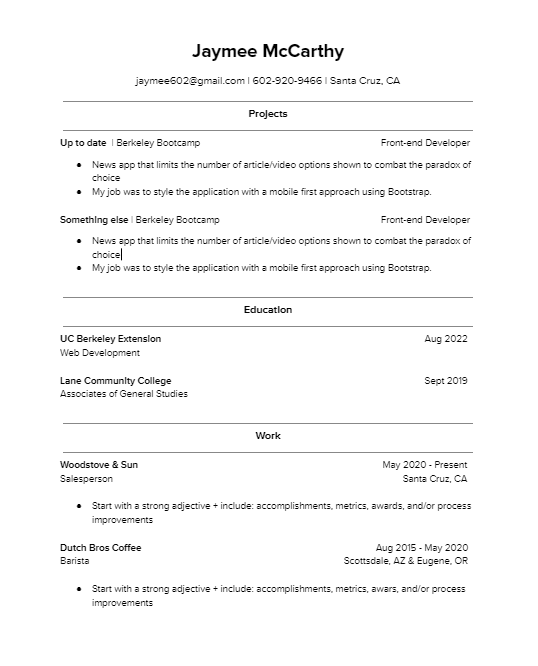 Jaymee McCarthy
jaymee602@gmail.com | 602-920-9466 | Santa Cruz, CA
Projects
Up to date | Berkeley Bootcamp Front-end Developer
● News app that limits the number of article/video options shown to combat the paradox of
choice
● My job was to style the application with a mobile first approach using Bootstrap.
Something else | Berkeley Bootcamp Front-end Developer
● News app that limits the number of article/video options shown to combat the paradox of
choice
● My job was to style the application with a mobile first approach using Bootstrap.
Education
UC Berkeley Extension Aug 2022
Web Development
Lane Community College Sept 2019
Associates of General Studies
Work
Woodstove & Sun May 2020 - Present
Salesperson Santa Cruz, CA
● Start with a strong adjective + include: accomplishments, metrics, awards, and/or process
improvements
Dutch Bros Coffee Aug 2015 - May 2020
Barista Scottsdale, AZ & Eugene, OR
● Start with a strong adjective + include: accomplishments, metrics, awars, and/or process
improvements